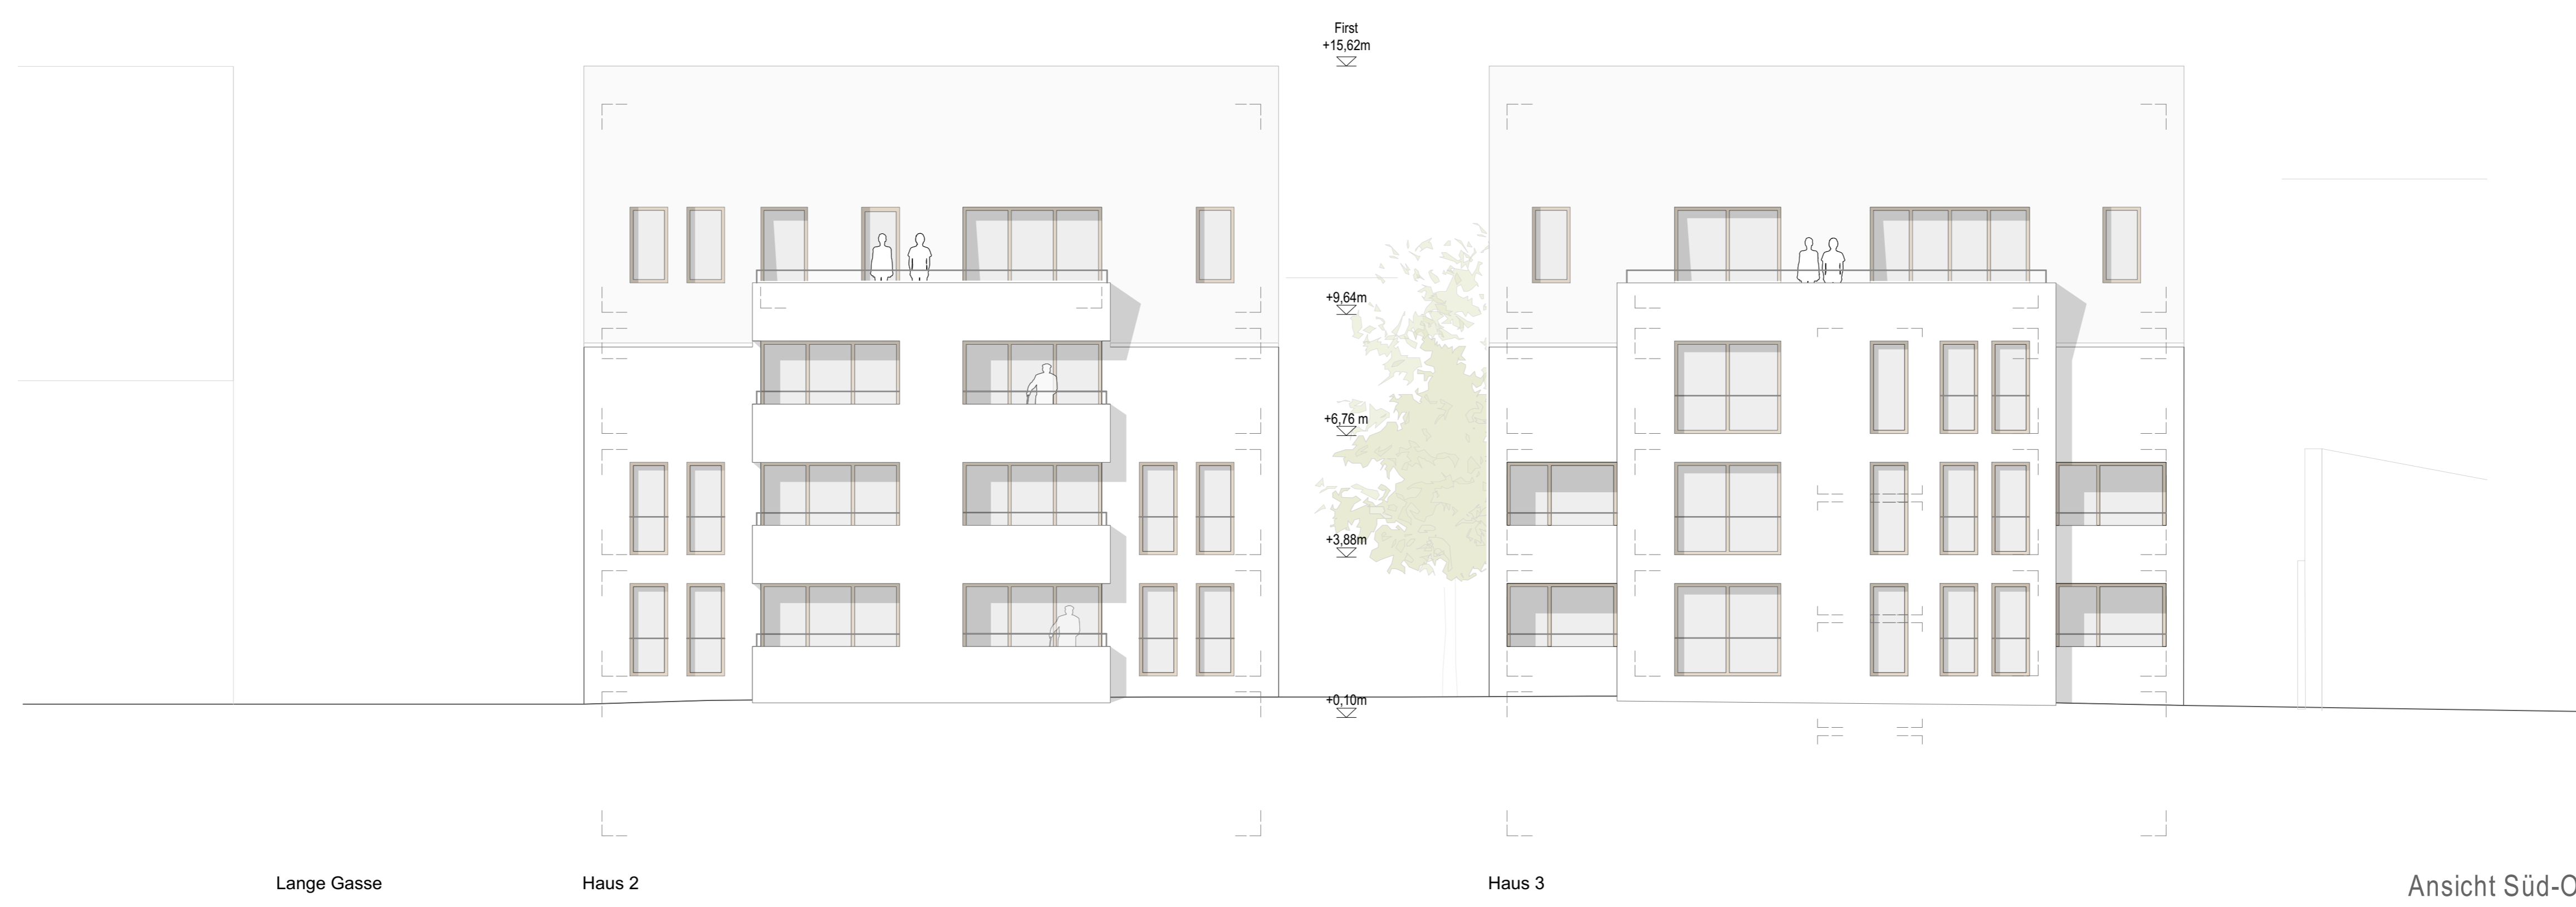 First
+15,62m
+9,64m
+6,76 m
+3,88m
+0,10m
Lange Gasse
Haus 2
Haus 3
Ansicht Süd-O